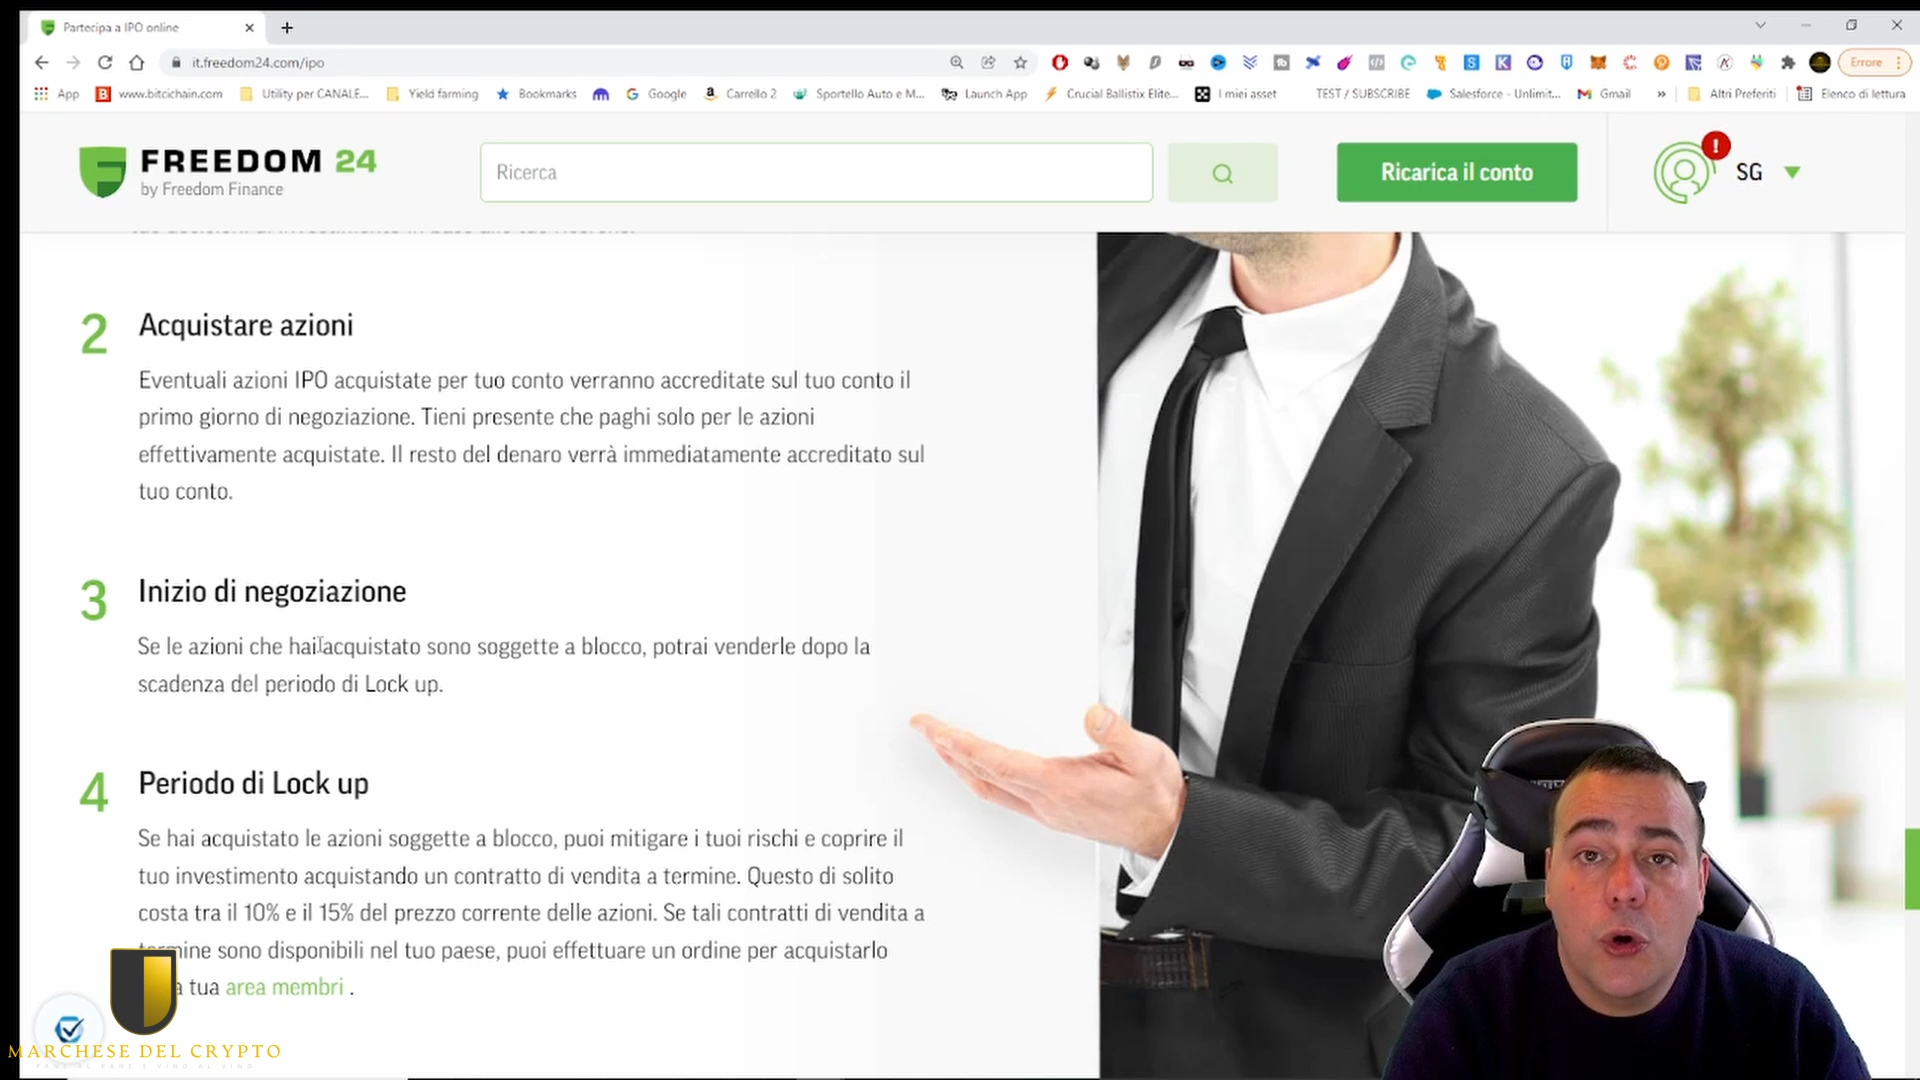 Partecipa a IPO online
it.freedom24.com/ipo
Errore
App
www.bitcichain.com
Utility per CANALE...
Yield farming
Bookmarks
Google
Carrello 2
Sportello Auto e M...
Launch App
Crucial Ballistix Elite...
I miei asset
TEST / SUBSCRIBE
Salesforce - Unlimit...
Gmail
»
Altri Preferiti
Elenco di lettura
FREEDOM 24
by Freedom Finance
Ricerca
Ricarica il conto
!
SG
2
Acquistare azioni
Eventuali azioni IPO acquistate per tuo conto verranno accreditate sul tuo conto il
primo giorno di negoziazione. Tieni presente che paghi solo per le azioni
effettivamente acquistate. Il resto del denaro verrà immediatamente accreditato sul
tuo conto.
3
Inizio di negoziazione
Se le azioni che hai acquistato sono soggette a blocco, potrai venderle dopo la
scadenza del periodo di Lock up.
4
Periodo di Lock up
Se hai acquistato le azioni soggette a blocco, puoi mitigare i tuoi rischi e coprire il
tuo investimento acquistando un contratto di vendita a termine. Questo di solito
costa tra il 10% e il 15% del prezzo corrente delle azioni. Se tali contratti di vendita a
sono disponibili nel tuo paese, puoi effettuare un ordine per acquistarlo
tua area membri .
MARCHESE DEL CRYPTO